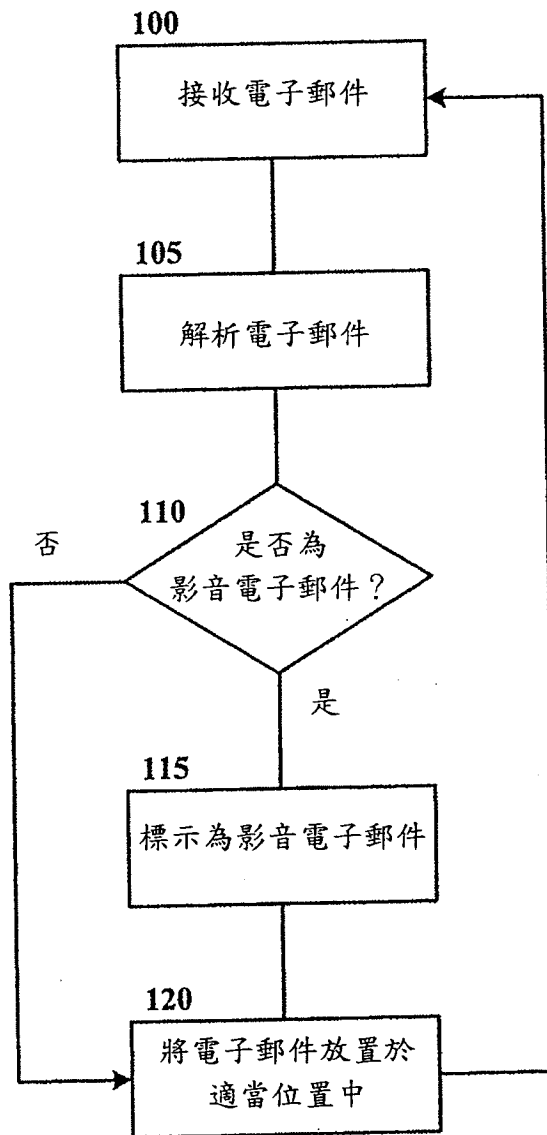 100
接收電子郵件
105
解析電子郵件
110
否
是否為
影音電子郵件?
是
115
標示為影音電子郵件
120
將電子郵件放置於
適當位置中